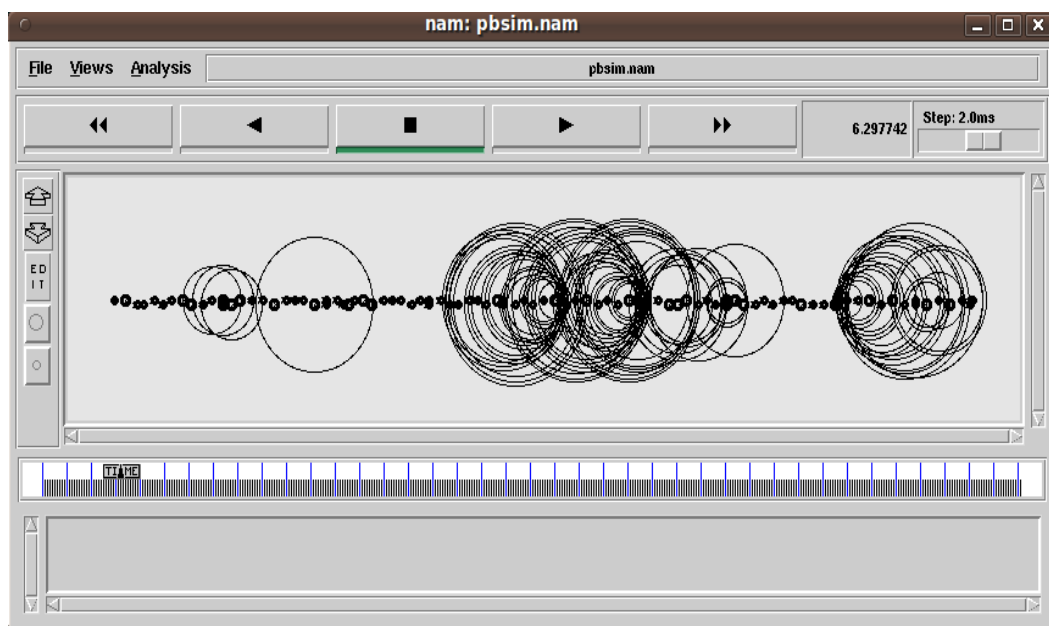 nam: pbsim.nam
File Views Analysis pbsim.nam
6.297742 Step: 2.0ms
ED
IT
TIME